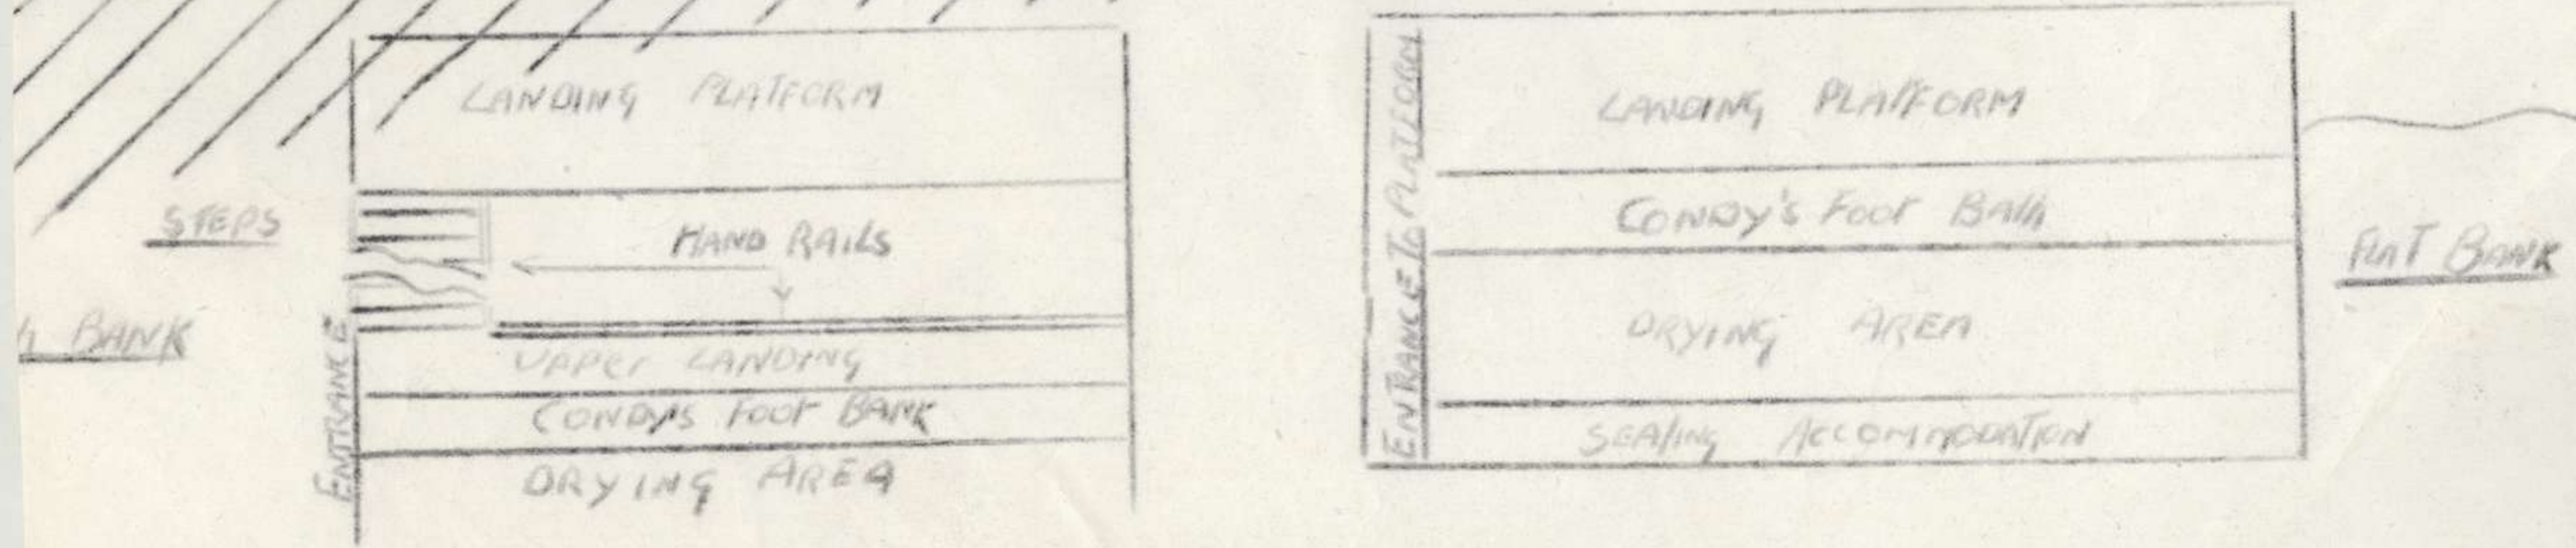 LANDING PLATFORM
STEPS
HAND RAILS
BANK
ENTRANCE
UPPER LANDING
CONDY'S FOOT BANK
DRYING AREA
ENTRANCE TO PLATFORM
LANDING PLATFORM
CONDY'S FOOT BATH
DRYING AREA
SEATING ACCOMMODATION
FLAT BANK